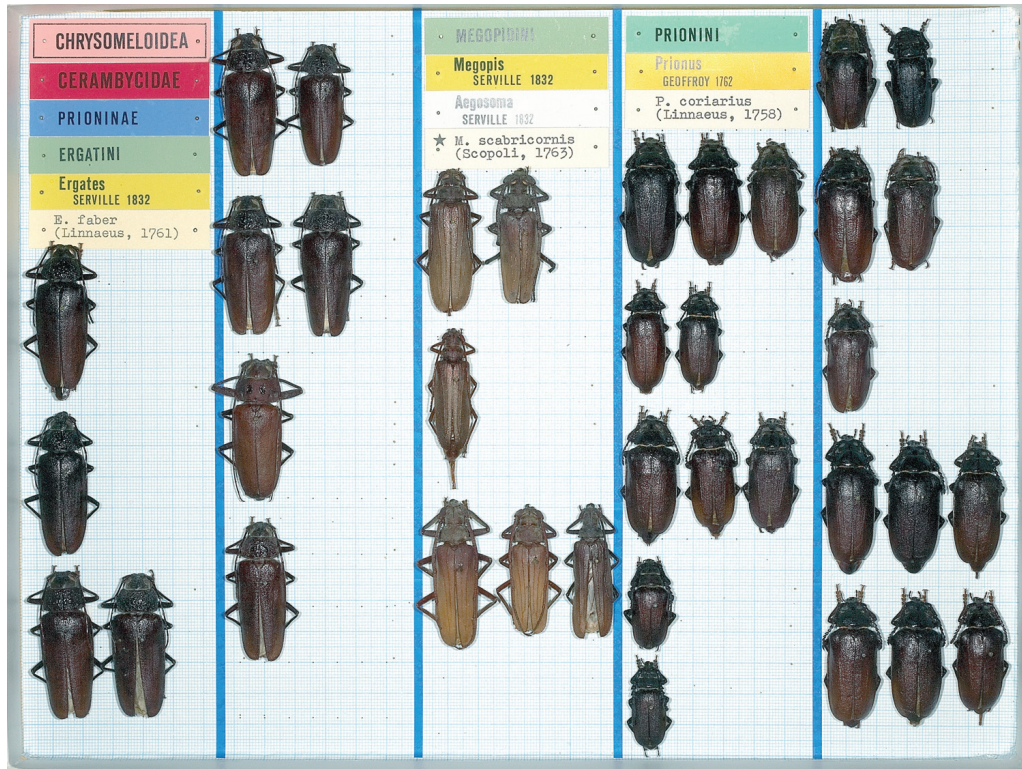 CHRYSOMELOIDEA
CERAMBYCIDAE
PRIONINAE
ERGATINI
Ergates
SERVILLE 1832
E. faber
(Linnaeus, 1761)
MEGOPIDINI
Megopis
SERVILLE 1832
Aegosoma
SERVILLE 1832
★ M. scabricornis
(Scopoli, 1763)
PRIONINI
Prionus
GEOFFROY 1762
P. coriarius
(Linnaeus, 1758)